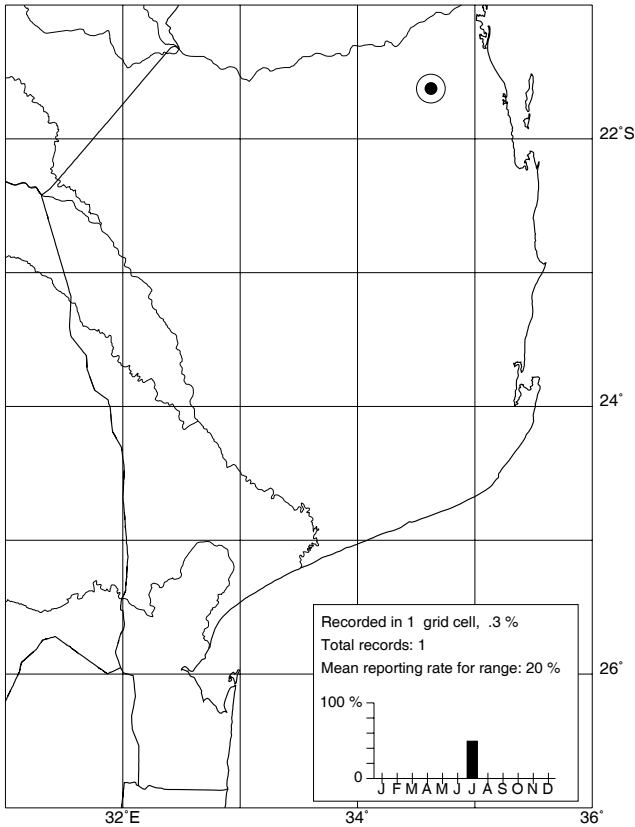 22°S
24°
Recorded in 1 grid cell, .3 %
Total records: 1
Mean reporting rate for range: 20 %
26°
100 %
0
J F M A M J J A S O N D
32°E 34° 36°